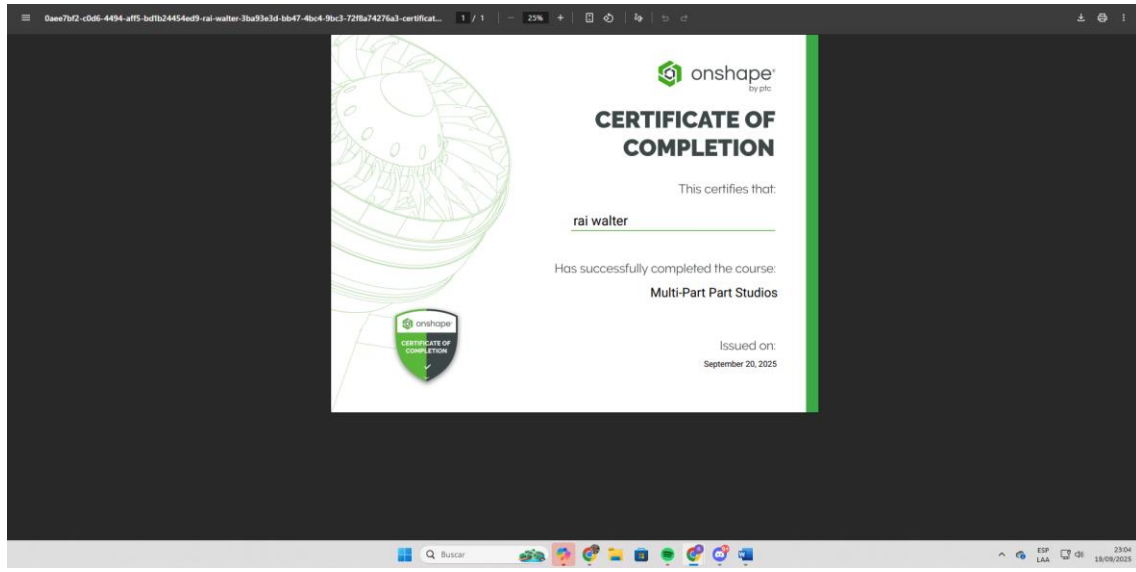 0aee7bf2-c0d6-4494-aff5-bd1b24454ed9-rai-walter-3ba93e3d-bb47-4bc4-9bc3-72f8a74276a3-certificat...
1 / 1
25%
onshape
by ptc
CERTIFICATE OF
COMPLETION
This certifies that:
rai walter
Has successfully completed the course:
Multi-Part Part Studios
onshape
CERTIFICATE OF
COMPLETION
Issued on:
September 20, 2025
Buscar
ESP
LAA
23:04
19/09/2025